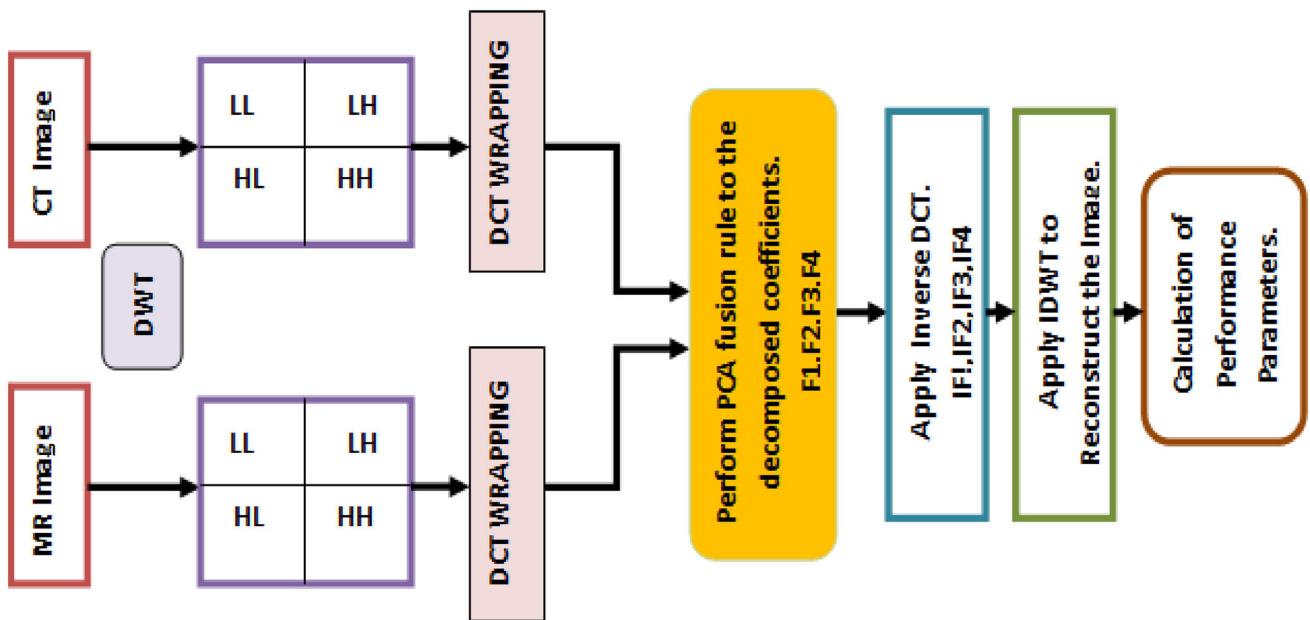 CT Image
MR Image
DWT
LL
LH
HL
HH
LL
LH
HL
HH
DCT WRAPPING
DCT WRAPPING
Perform PCA fusion rule to the
decomposed coefficients.
F1.F2.F3.F4
Apply Inverse DCT.
IF!,IF2,IF3,IF4
Apply IDWT to
Reconstruct the Image.
Calculation of
Performance
Parameters.